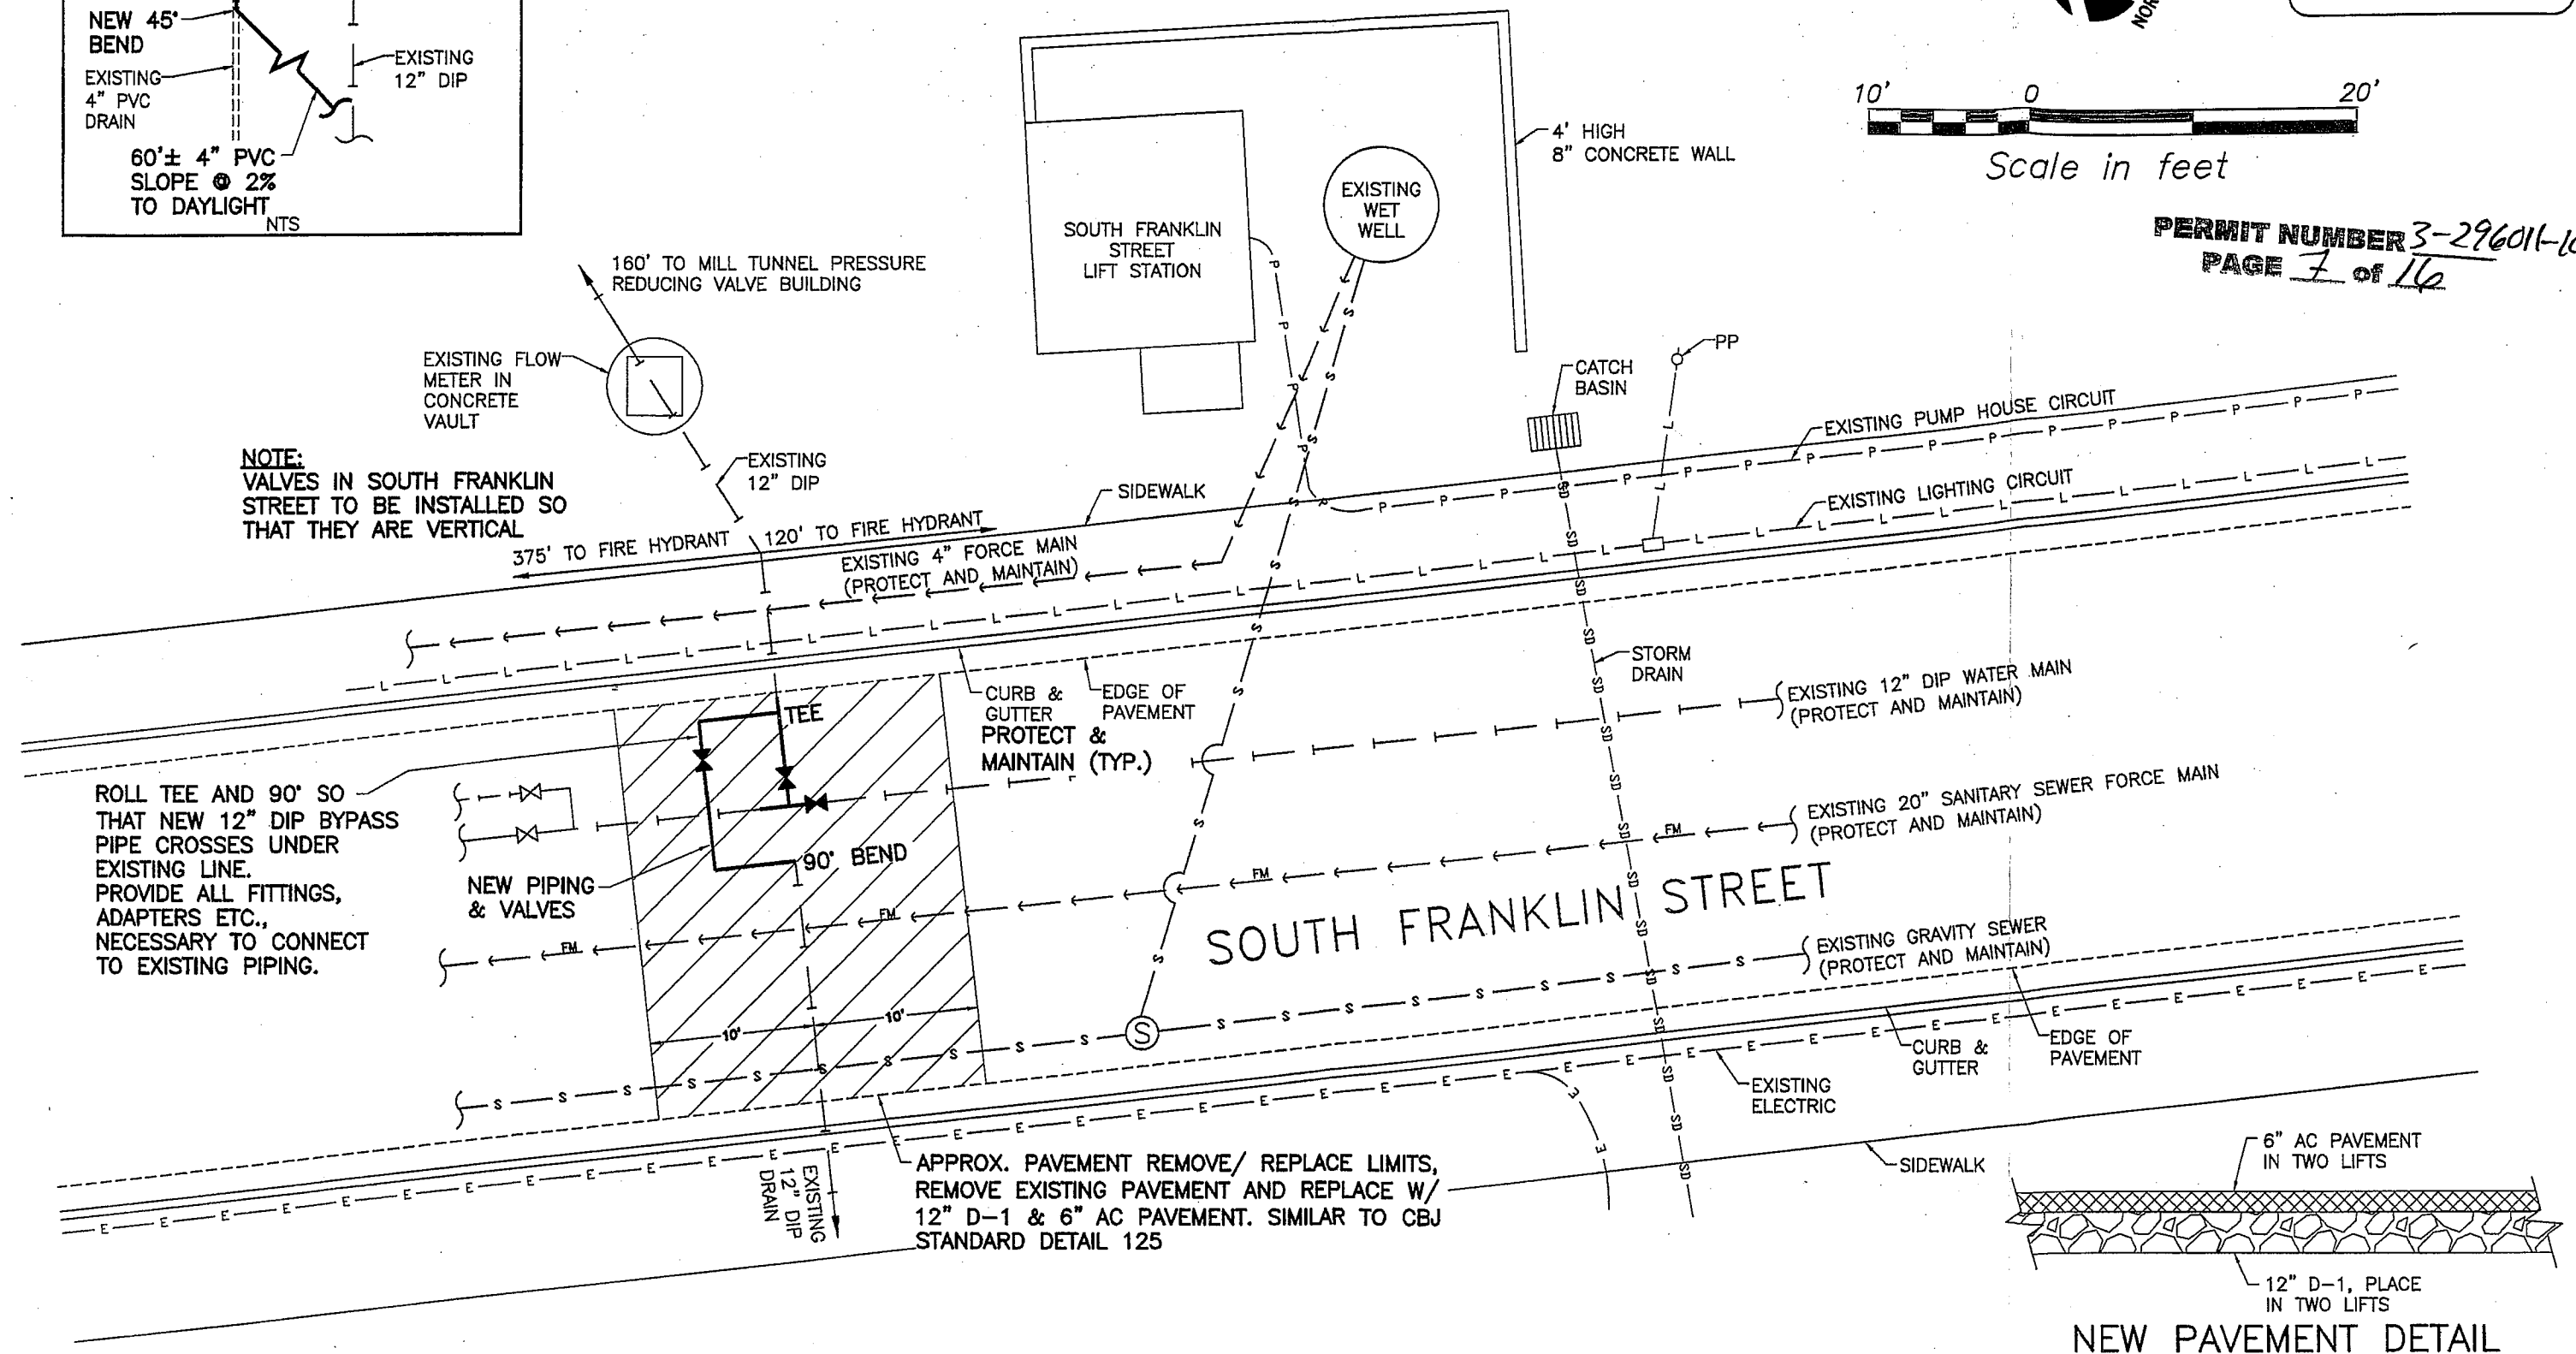 NEW 45°
BEND
EXISTING
4" PVC
DRAIN
EXISTING
12" DIP
60'± 4" PVC
SLOPE @ 2%
TO DAYLIGHT
NTS
10' 0 20'
Scale in feet
PERMIT NUMBER
PAGE 7 of 16
4' HIGH
8" CONCRETE WALL
EXISTING
WET
WELL
SOUTH FRANKLIN
STREET
LIFT STATION
160' TO MILL TUNNEL PRESSURE
REDUCING VALVE BUILDING
EXISTING FLOW
METER IN
CONCRETE
VAULT
PP
CATCH
BASIN
EXISTING PUMP HOUSE CIRCUIT
NOTE:
VALVES IN SOUTH FRANKLIN
STREET TO BE INSTALLED SO
THAT THEY ARE VERTICAL
EXISTING
12" DIP
SIDEWALK
EXISTING LIGHTING CIRCUIT
375' TO FIRE HYDRANT
120' TO FIRE HYDRANT
EXISTING 4" FORCE MAIN
(PROTECT AND MAINTAIN)
STORM
DRAIN
EXISTING 12" DIP WATER MAIN
(PROTECT AND MAINTAIN)
CURB &
GUTTER
PROTECT &
MAINTAIN (TYP.)
EDGE OF
PAVEMENT
TEE
ROLL TEE AND 90° SO
THAT NEW 12" DIP BYPASS
PIPE CROSSES UNDER
EXISTING LINE.
PROVIDE ALL FITTINGS,
ADAPTERS ETC.,
NECESSARY TO CONNECT
TO EXISTING PIPING.
NEW PIPING
& VALVES
90° BEND
EXISTING 20" SANITARY SEWER FORCE MAIN
(PROTECT AND MAINTAIN)
SOUTH FRANKLIN STREET
EXISTING GRAVITY SEWER
(PROTECT AND MAINTAIN)
10'
10'
S
EDGE OF
PAVEMENT
CURB &
GUTTER
EXISTING
ELECTRIC
EXISTING
12" DIP
DRAIN
APPROX. PAVEMENT REMOVE/ REPLACE LIMITS,
REMOVE EXISTING PAVEMENT AND REPLACE W/
12" D-1 & 6" AC PAVEMENT. SIMILAR TO CBJ
STANDARD DETAIL 125
SIDEWALK
6" AC PAVEMENT
IN TWO LIFTS
12" D-1, PLACE
IN TWO LIFTS
NEW PAVEMENT DETAIL